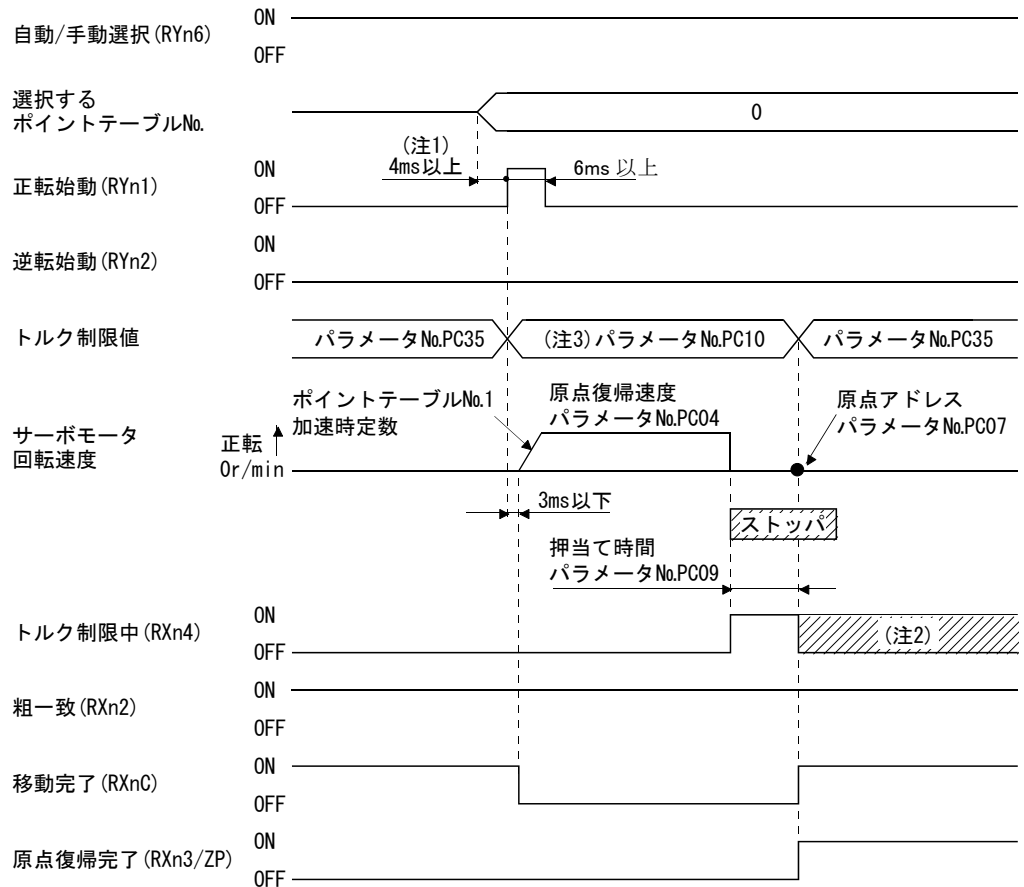 自動/手動選択(RYn6)
ON
OFF
選択する
ポイントテーブルNo.
0
正転始動(RYn1)
ON
OFF
(注1)
4ms以上
6ms 以上
逆転始動(RYn2)
ON
OFF
トルク制限値
パラメータNo.PC35
(注3)パラメータNo.PC10
パラメータNo.PC35
サーボモータ
回転速度
正転
0r/min
ポイントテーブルNo.1
加速時定数
原点復帰速度
パラメータNo.PC04
原点アドレス
パラメータNo.PC07
3ms以下
ストッパ
押当て時間
パラメータNo.PC09
トルク制限中(RXn4)
ON
OFF
(注2)
粗一致(RXn2)
ON
OFF
移動完了(RXnC)
ON
OFF
原点復帰完了(RXn3/ZP)
ON
OFF